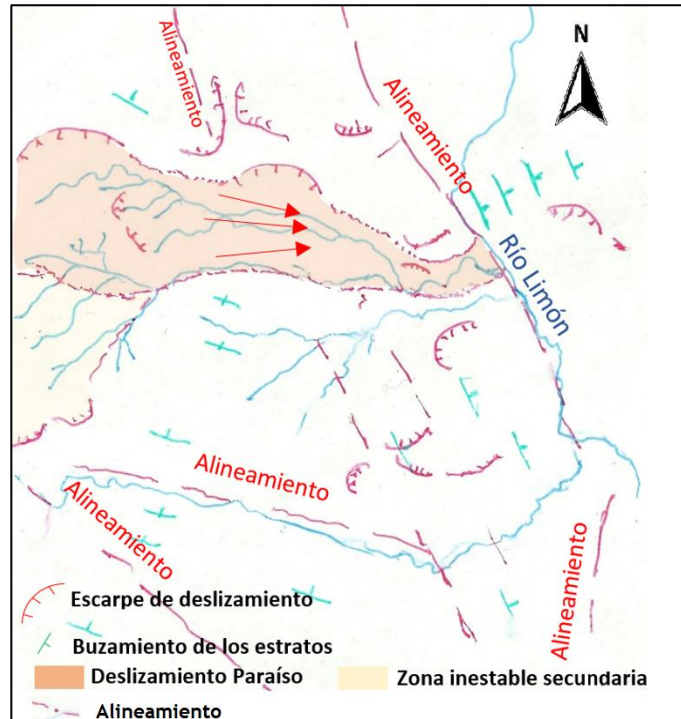 N
Alineamiento
Alineamiento
Río Limón
Alineamiento
Alineamiento
Alineamiento
Escarpe de deslizamiento
Buzamiento de los estratos
Deslizamiento Paraíso
Zona inestable secundaria
Alineamiento